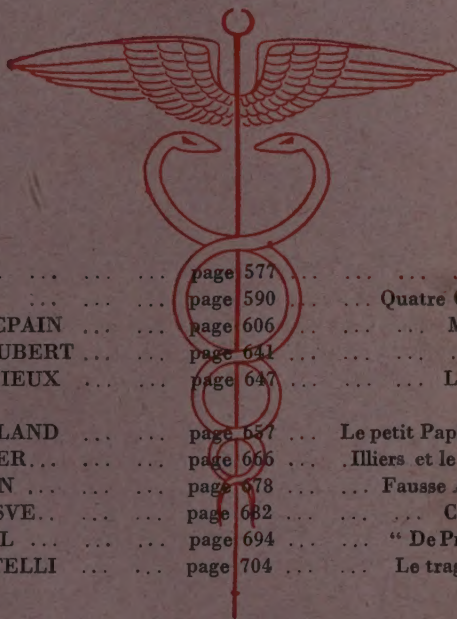 ... ... ... page 577 ... ... ...
... ... ... page 590 ... ... Quatre
EPAIN ... ... page 606 ... ... ...
UBERT ... ... page 641 ... ... ...
IEUX ... ... page 647 ... ... ... L
LAND ... ... page 657 ... Le petit Pap
ER... ... ... page 666 ... Illiers et le
N ... ... ... page 678 ... ... Fausse
SVE.. ... ... page 682 ... ... ... C
L ... ... ... page 694 ... ... “ De Pr
TELLI ... ... page 704 ... ... Le trag